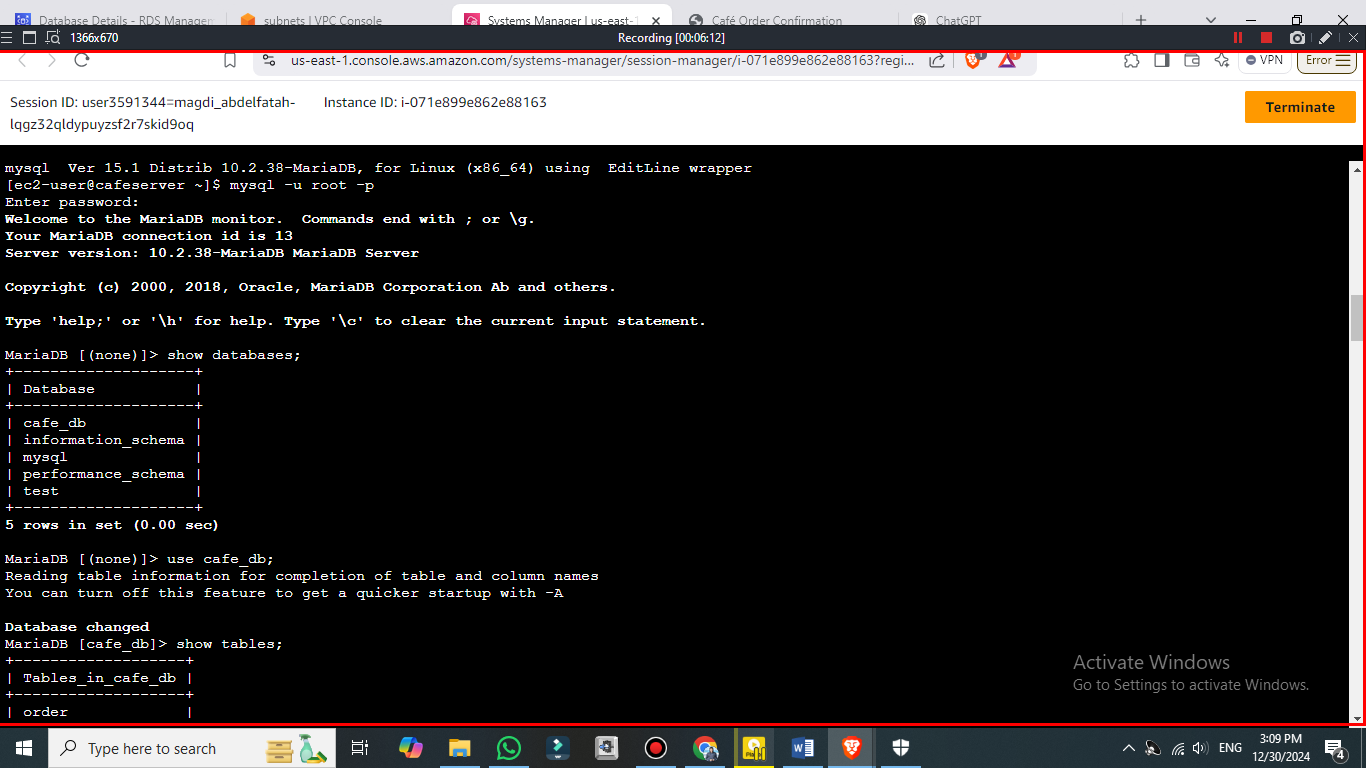 Database Details - RDS Managem
subnets | VPC Console
Systems Manager | us-east-1
Café Order Confirmation
ChatGPT
1366x670
Recording [00:06:12]
us-east-1.console.aws.amazon.com/systems-manager/session-manager/i-071e899e862e88163?regi...
VPN
Error
Session ID: user3591344=magdi_abdelfatah-
lqgz32qldypuyzsf2r7skid9oq
Instance ID: i-071e899e862e88163
Terminate
mysql  Ver 15.1 Distrib 10.2.38-MariaDB, for Linux (x86_64) using  EditLine wrapper
[ec2-user@cafeserver ~]$ mysql -u root -p
Enter password:
Welcome to the MariaDB monitor.  Commands end with ; or \g.
Your MariaDB connection id is 13
Server version: 10.2.38-MariaDB MariaDB Server
Copyright (c) 2000, 2018, Oracle, MariaDB Corporation Ab and others.
Type 'help;' or '\h' for help. Type '\c' to clear the current input statement.
MariaDB [(none)]> show databases;
+--------------------+
| Database           |
+--------------------+
| cafe_db            |
| information_schema |
| mysql              |
| performance_schema |
| test               |
+--------------------+
5 rows in set (0.00 sec)
MariaDB [(none)]> use cafe_db;
Reading table information for completion of table and column names
You can turn off this feature to get a quicker startup with -A
Database changed
MariaDB [cafe_db]> show tables;
+-------------------+
| Tables_in_cafe_db |
+-------------------+
| order             |
Activate Windows
Go to Settings to activate Windows.
Type here to search
ENG
3:09 PM
12/30/2024
4